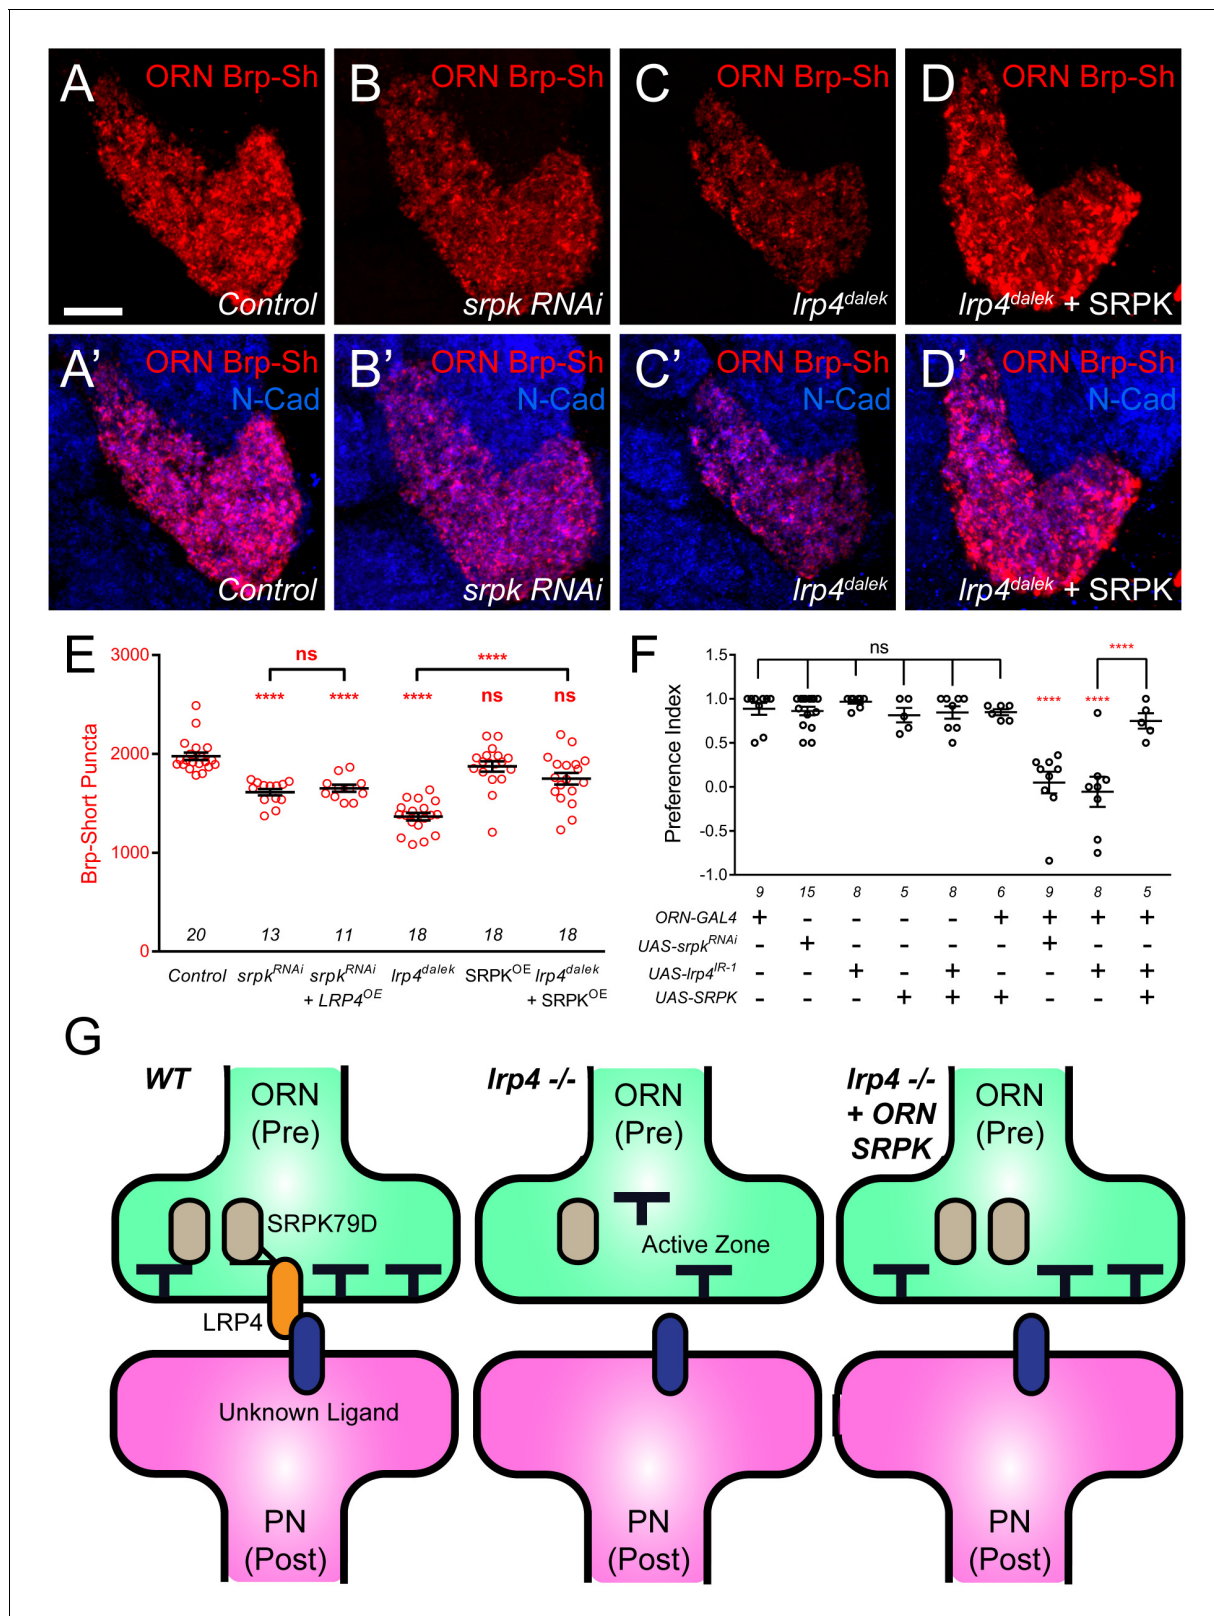 A
ORN Brp-Sh
Control
B
ORN Brp-Sh
srpk RNAi
C
ORN Brp-Sh
lrp4dalek
D
ORN Brp-Sh
lrp4dalek + SRPK
A'
ORN Brp-Sh
N-Cad
Control
B'
ORN Brp-Sh
N-Cad
srpk RNAi
C'
ORN Brp-Sh
N-Cad
lrp4dalek
D'
ORN Brp-Sh
N-Cad
lrp4dalek + SRPK
E
Brp-Short Puncta
3000
2000
1000
0
ns
****
**** **** **** ns ns
20 13 11 18 18 18
Control srpkRNAi srpkRNAi lrp4dalek SRPKOE lrp4dalek
+ LRP4OE + SRPKOE
F
Preference Index
1.5
1.0
0.5
0.0
-0.5
-1.0
ns
****
**** ****
9 15 8 5 8 6 9 8 5
ORN-GAL4 + - - - - + + + +
UAS-srpkRNAi - + - - - - + - -
UAS-lrp4IR-1 - - + - + - - + +
UAS-SRPK - - - + + + - - +
G
WT
ORN
(Pre)
SRPK79D
LRP4
Unknown Ligand
PN
(Post)
lrp4 -/-
ORN
(Pre)
Active Zone
PN
(Post)
lrp4 -/-
+ ORN
SRPK
ORN
(Pre)
PN
(Post)